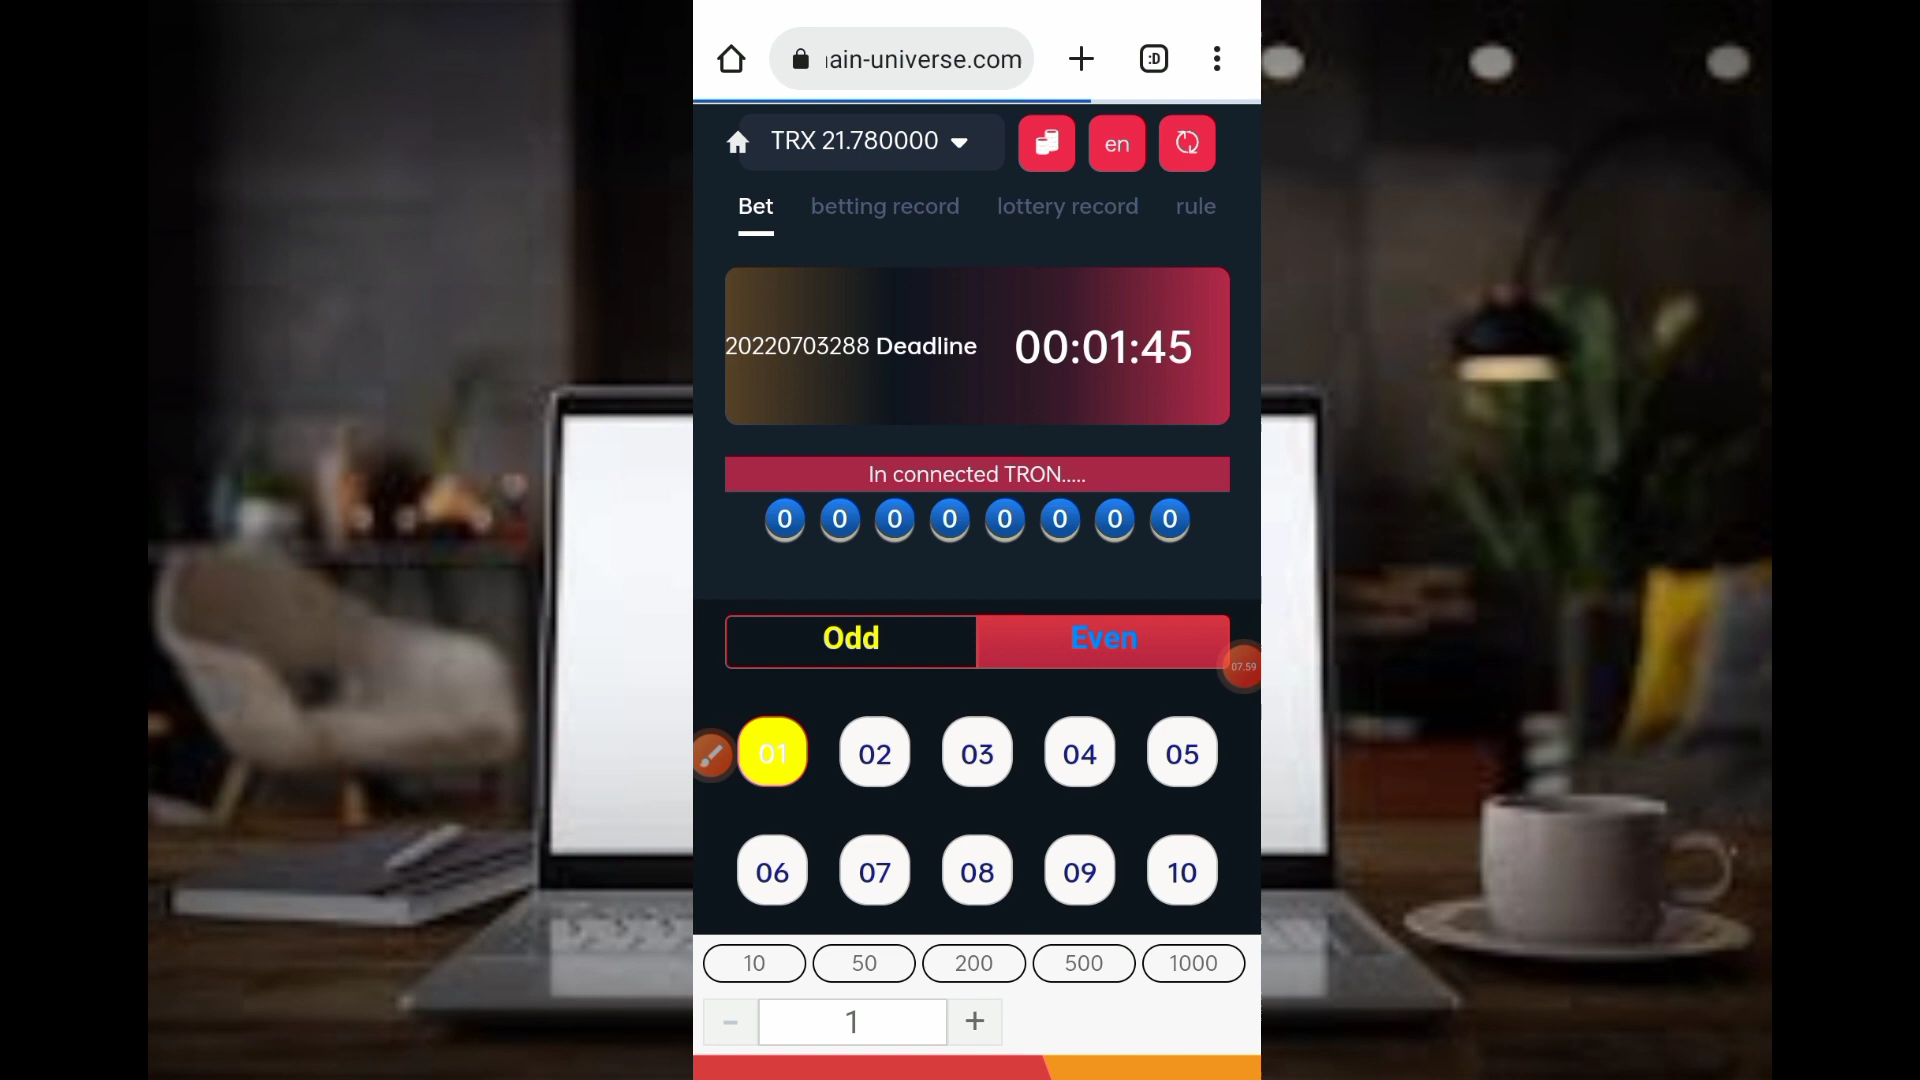 ain-universe.com
:D
TRX 21.780000
en
Bet betting record lottery record rule
20220703288 Deadline 00:01:45
In connected TRON.....
0 0 0 0 0 0 0 0
Odd Even
07.59
01 02 03 04 05
06 07 08 09 10
10 50 200 500 1000
- 1 +